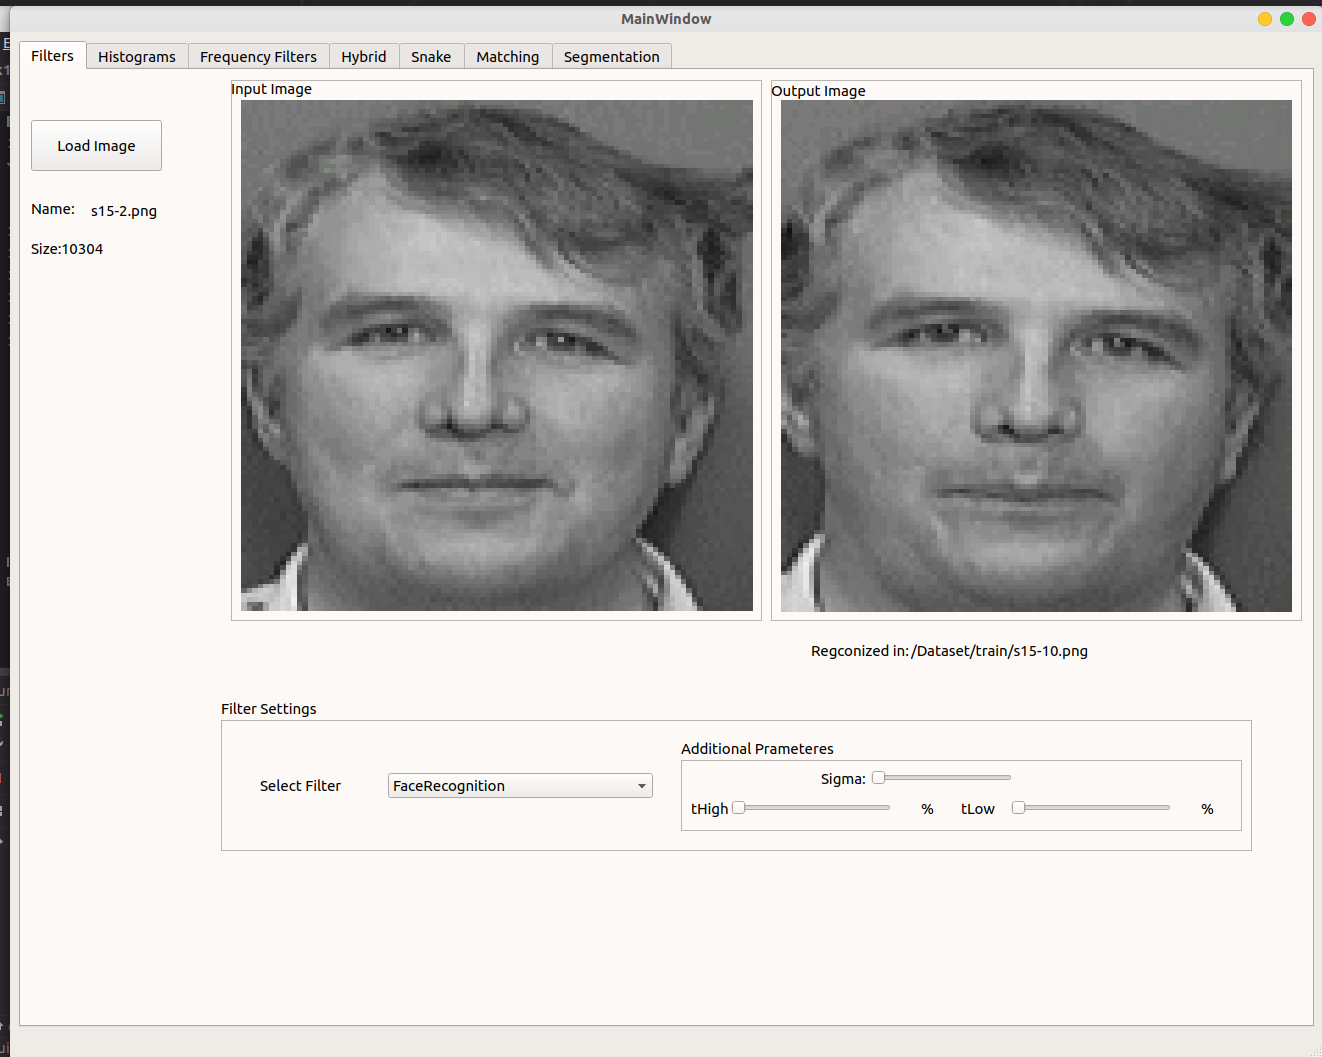 MainWindow
Filters Histograms Frequency Filters Hybrid Snake Matching Segmentation
Input Image
Output Image
Load Image
Name: s15-2.png
Size:10304
Regconized in:/Dataset/train/s15-10.png
Filter Settings
Additional Prameteres
Select Filter FaceRecognition
Sigma:
tHigh % tLow %